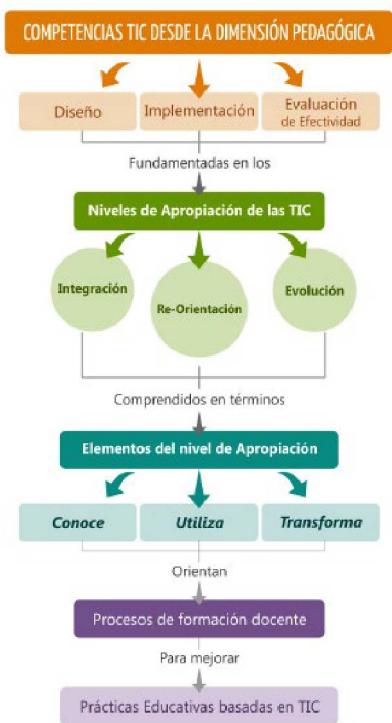 COMPETENCIAS TIC DESDE LA DIMENSIÓN PEDAGÓGICA
Diseño
Implementación
Evaluación
de Efectividad
Fundamentadas en los
Niveles de Apropiación de las TIC
Integración
Re-Orientación
Evolución
Comprendidos en términos
Elementos del nivel de Apropiación
Conoce
Utiliza
Transforma
Orientan
Procesos de formación docente
Para mejorar
Prácticas Educativas basadas en TIC